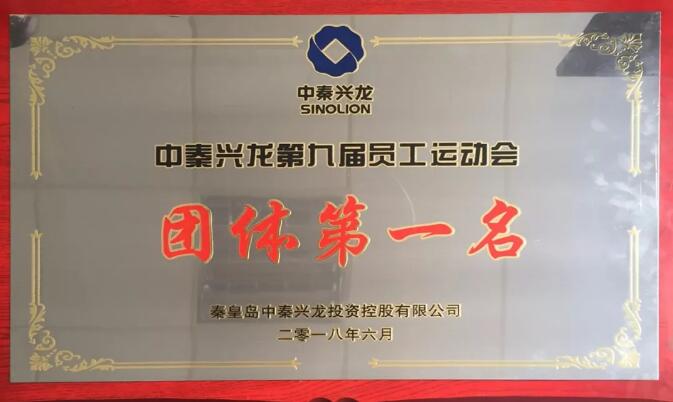 中秦兴龙
SINOLION
中秦兴龙第九届员工运动会
团体第一名
秦皇岛中秦兴龙投资控股有限公司
二零一八年六月